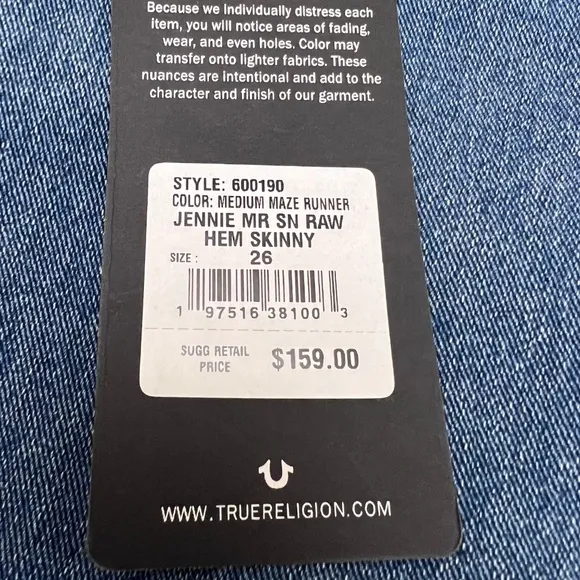 Because we individually distress each
item, you will notice areas of fading,
wear, and even holes. Color may
transfer onto lighter fabrics. These
nuances are intentional and add to the
character and finish of our garment.
STYLE: 600190
COLOR: MEDIUM MAZE RUNNER
JENNIE MR SN RAW
HEM SKINNY
SIZE : 26
1 97516 38100 3
SUGG RETAIL
PRICE $159.00
WWW.TRUERELIGION.COM